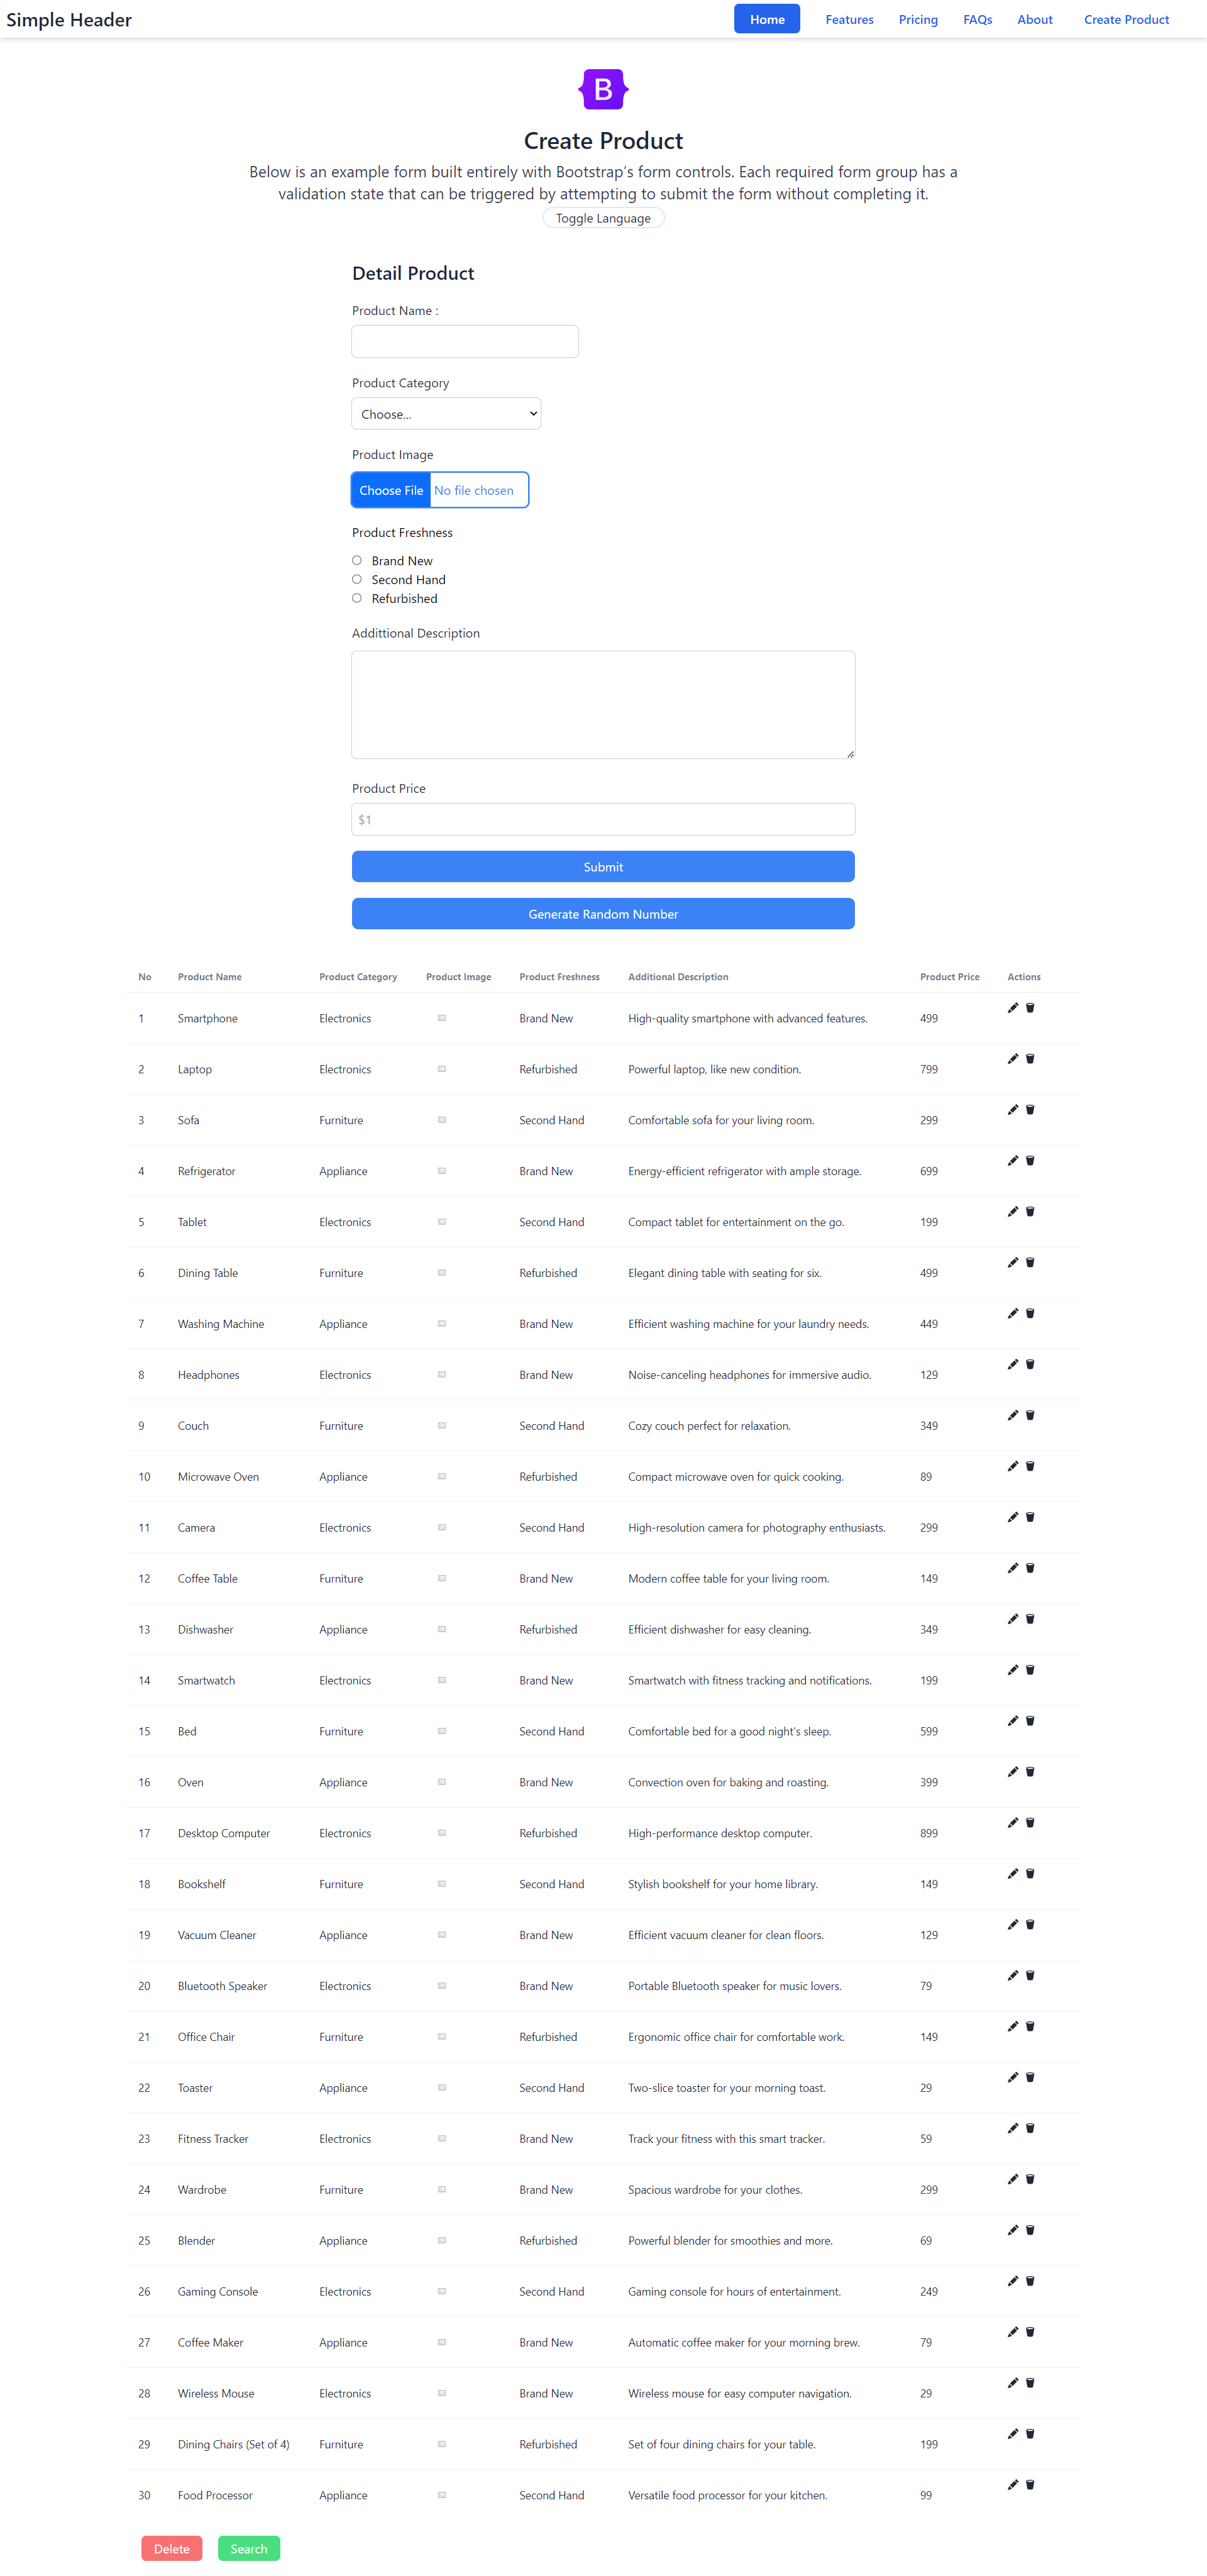 Simple Header
Home Features Pricing FAQs About Create Product
B
Create Product
Below is an example form built entirely with Bootstrap’s form controls. Each required form group has a
validation state that can be triggered by attempting to submit the form without completing it.
Toggle Language
Detail Product
Product Name :
Product Category
Choose...
Product Image
Choose File No file chosen
Product Freshness
Brand New
Second Hand
Refurbished
Addittional Description
Product Price
$1
Submit
Generate Random Number
No Product Name Product Category Product Image Product Freshness Additional Description Product Price Actions
1 Smartphone Electronics Brand New High-quality smartphone with advanced features. 499
2 Laptop Electronics Refurbished Powerful laptop, like new condition. 799
3 Sofa Furniture Second Hand Comfortable sofa for your living room. 299
4 Refrigerator Appliance Brand New Energy-efficient refrigerator with ample storage. 699
5 Tablet Electronics Second Hand Compact tablet for entertainment on the go. 199
6 Dining Table Furniture Refurbished Elegant dining table with seating for six. 499
7 Washing Machine Appliance Brand New Efficient washing machine for your laundry needs. 449
8 Headphones Electronics Brand New Noise-canceling headphones for immersive audio. 129
9 Couch Furniture Second Hand Cozy couch perfect for relaxation. 349
10 Microwave Oven Appliance Refurbished Compact microwave oven for quick cooking. 89
11 Camera Electronics Second Hand High-resolution camera for photography enthusiasts. 299
12 Coffee Table Furniture Brand New Modern coffee table for your living room. 149
13 Dishwasher Appliance Refurbished Efficient dishwasher for easy cleaning. 349
14 Smartwatch Electronics Brand New Smartwatch with fitness tracking and notifications. 199
15 Bed Furniture Second Hand Comfortable bed for a good night's sleep. 599
16 Oven Appliance Brand New Convection oven for baking and roasting. 399
17 Desktop Computer Electronics Refurbished High-performance desktop computer. 899
18 Bookshelf Furniture Second Hand Stylish bookshelf for your home library. 149
19 Vacuum Cleaner Appliance Brand New Efficient vacuum cleaner for clean floors. 129
20 Bluetooth Speaker Electronics Brand New Portable Bluetooth speaker for music lovers. 79
21 Office Chair Furniture Refurbished Ergonomic office chair for comfortable work. 149
22 Toaster Appliance Second Hand Two-slice toaster for your morning toast. 29
23 Fitness Tracker Electronics Brand New Track your fitness with this smart tracker. 59
24 Wardrobe Furniture Brand New Spacious wardrobe for your clothes. 299
25 Blender Appliance Refurbished Powerful blender for smoothies and more. 69
26 Gaming Console Electronics Second Hand Gaming console for hours of entertainment. 249
27 Coffee Maker Appliance Brand New Automatic coffee maker for your morning brew. 79
28 Wireless Mouse Electronics Brand New Wireless mouse for easy computer navigation. 29
29 Dining Chairs (Set of 4) Furniture Refurbished Set of four dining chairs for your table. 199
30 Food Processor Appliance Second Hand Versatile food processor for your kitchen. 99
Delete Search